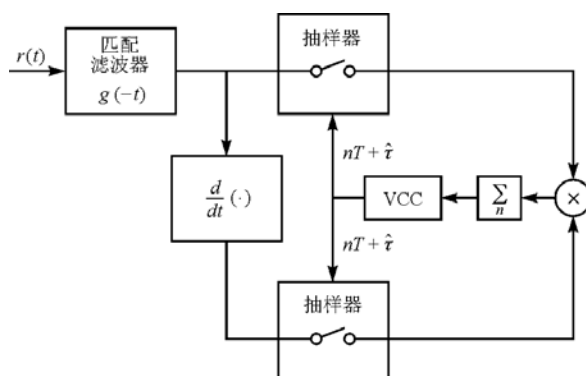 r(t)
匹配
滤波器
g(-t)
抽样器
nT + τ̂
d/dt (·)
VCC
∑
n
×
nT + τ̂
抽样器